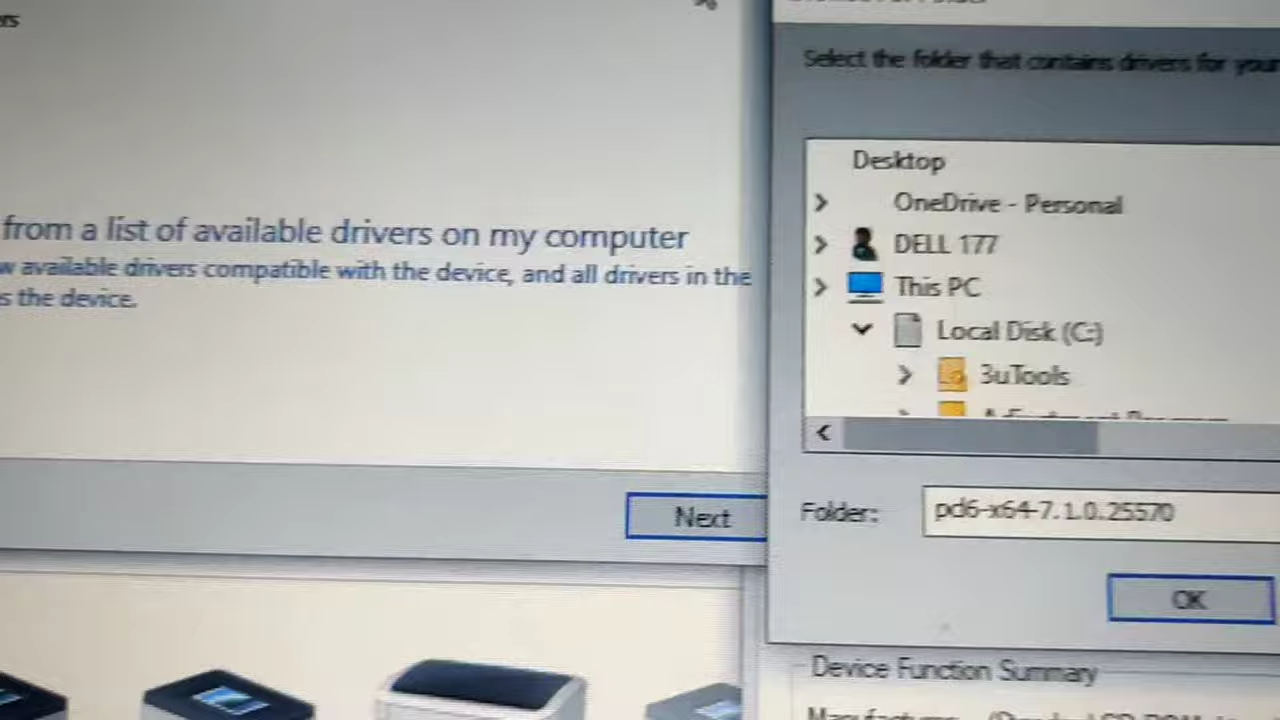 ers
from a list of available drivers on my computer
w available drivers compatible with the device, and all drivers in the
s the device.
Next
Select the folder that contains drivers for your
Desktop
OneDrive - Personal
DELL 177
This PC
Local Disk (C:)
3uTools
Folder: pcl6-x64-7.1.0.25570
OK
Device Function Summary